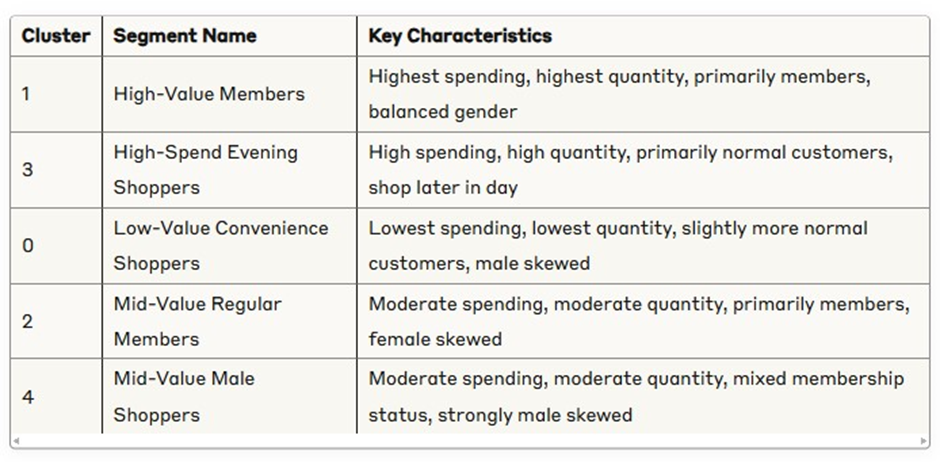 Cluster Segment Name Key Characteristics
1 High-Value Members Highest spending, highest quantity, primarily members,
balanced gender
3 High-Spend Evening Shoppers High spending, high quantity, primarily normal customers,
shop later in day
0 Low-Value Convenience Shoppers Lowest spending, lowest quantity, slightly more normal
customers, male skewed
2 Mid-Value Regular Members Moderate spending, moderate quantity, primarily members,
female skewed
4 Mid-Value Male Shoppers Moderate spending, moderate quantity, mixed membership
status, strongly male skewed